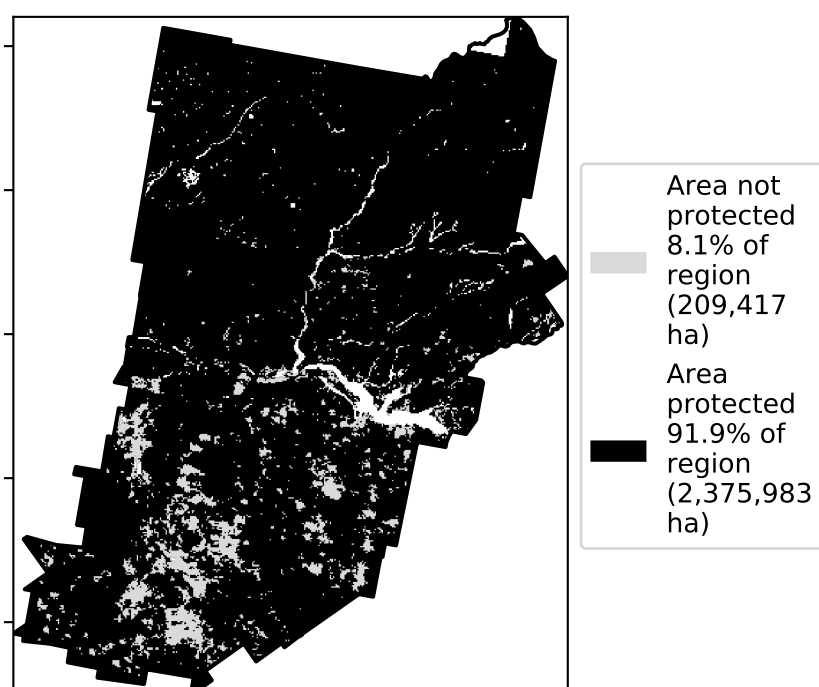 Area not
protected
8.1% of
region
(209,417
ha)
Area
protected
91.9% of
region
(2,375,983
ha)